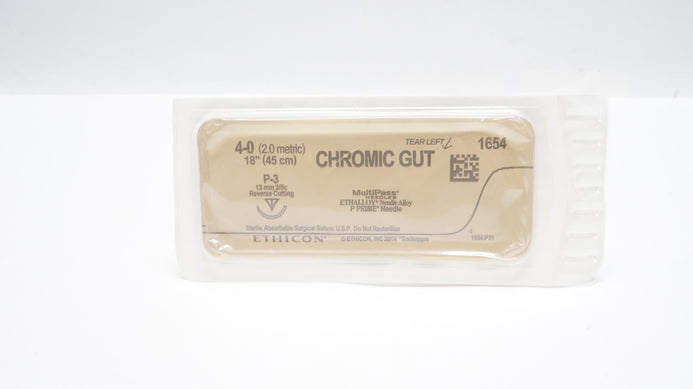 TEAR LEFT
4-0 (2.0 metric)
18" (45 cm)
CHROMIC GUT
1654
P-3
13 mm 3/8c
Reverse Cutting
MultiPass*
NEEDLES
ETHALLOY* Needle Alloy
P PRIME* Needle
Sterile, Absorbable Surgical Suture, U.S.P. Do Not Resterilize
ETHICON*
©ETHICON, INC 2014 *Trademark